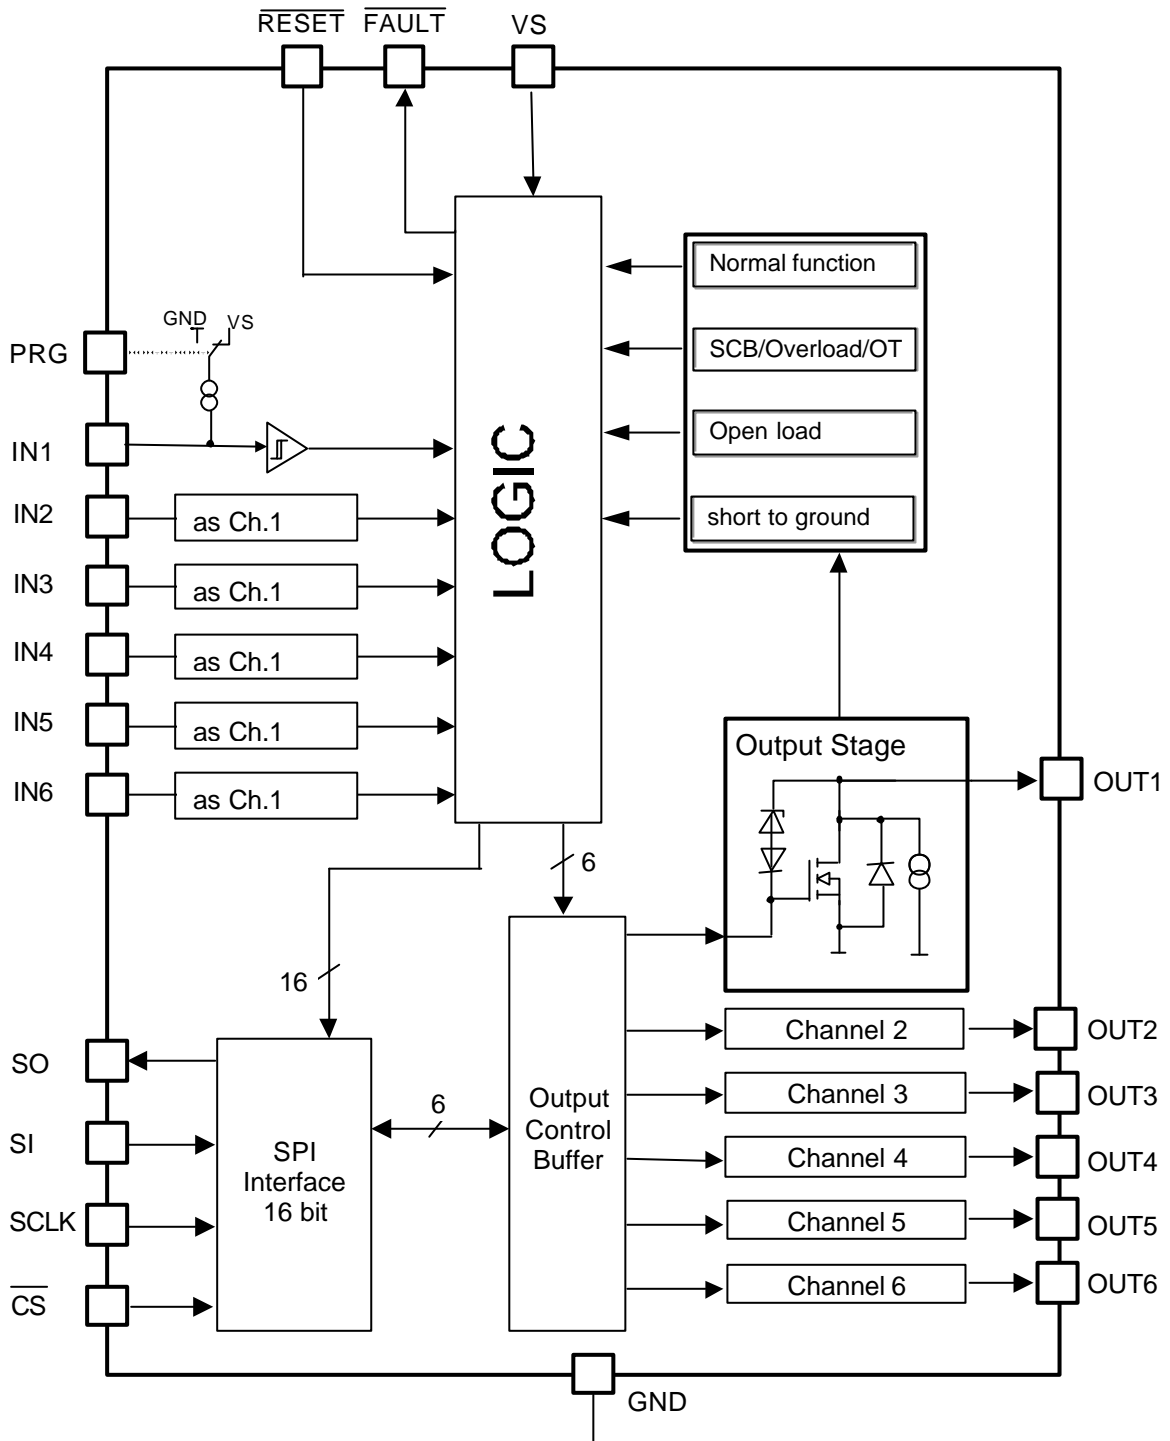 RESET
FAULT
VS
GND
VS
PRG
IN1
IN2
as Ch.1
IN3
as Ch.1
IN4
as Ch.1
IN5
as Ch.1
IN6
as Ch.1
LOGIC
Normal function
SCB/Overload/OT
Open load
short to ground
Output Stage
OUT1
6
16
SO
SI
SCLK
CS
SPI
Interface
16 bit
6
Output
Control
Buffer
Channel 2
OUT2
Channel 3
OUT3
Channel 4
OUT4
Channel 5
OUT5
Channel 6
OUT6
GND